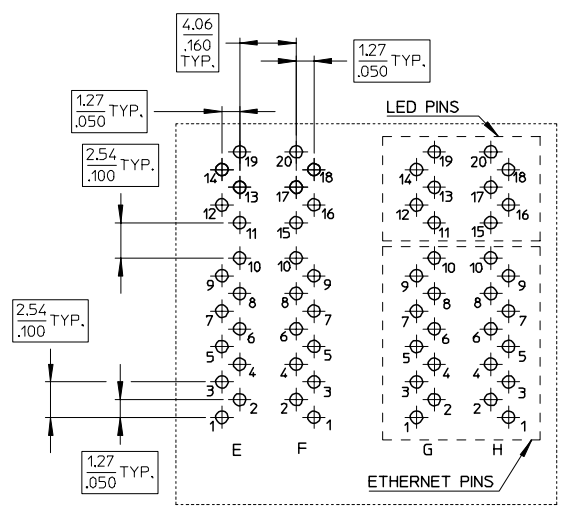 4.06
.160
TYP.
1.27
.050 TYP.
LED PINS
1.27
.050 TYP.
2.54
.100 TYP.
19 20 19 20
14 18 14 18
13 17 13 17
12 16 12 16
11 15 11 15
10 10 10 10
9 9 9 9
8 8 8 8
7 7 7 7
6 6 6 6
5 5 5 5
2.54
.100 TYP.
4 4 4 4
3 3 3 3
2 2 2 2
1 1 1 1
E F G H
1.27
.050 TYP.
ETHERNET PINS